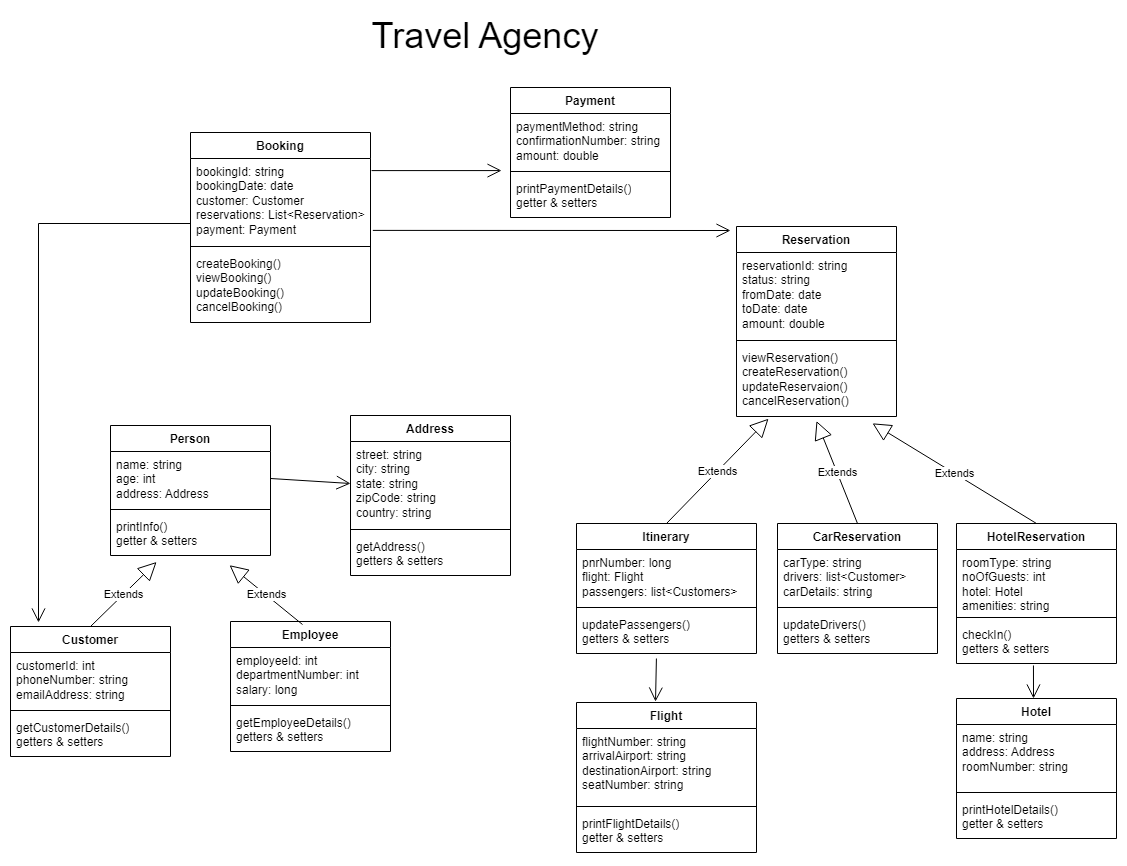 Travel Agency
Payment
paymentMethod: string
confirmationNumber: string
amount: double
printPaymentDetails()
getter & setters
Booking
bookingId: string
bookingDate: date
customer: Customer
reservations: List<Reservation>
payment: Payment
createBooking()
viewBooking()
updateBooking()
cancelBooking()
Reservation
reservationId: string
status: string
fromDate: date
toDate: date
amount: double
viewReservation()
createReservation()
updateReservaion()
cancelReservation()
Person
name: string
age: int
address: Address
printInfo()
getter & setters
Address
street: string
city: string
state: string
zipCode: string
country: string
getAddress()
getters & setters
Extends
Extends
Extends
Extends
Extends
Customer
customerId: int
phoneNumber: string
emailAddress: string
getCustomerDetails()
getters & setters
Employee
employeeId: int
departmentNumber: int
salary: long
getEmployeeDetails()
getters & setters
Itinerary
pnrNumber: long
flight: Flight
passengers: list<Customers>
updatePassengers()
getters & setters
CarReservation
carType: string
drivers: list<Customer>
carDetails: string
updateDrivers()
getters & setters
HotelReservation
roomType: string
noOfGuests: int
hotel: Hotel
amenities: string
checkIn()
getters & setters
Flight
flightNumber: string
arrivalAirport: string
destinationAirport: string
seatNumber: string
printFlightDetails()
getter & setters
Hotel
name: string
address: Address
roomNumber: string
printHotelDetails()
getter & setters